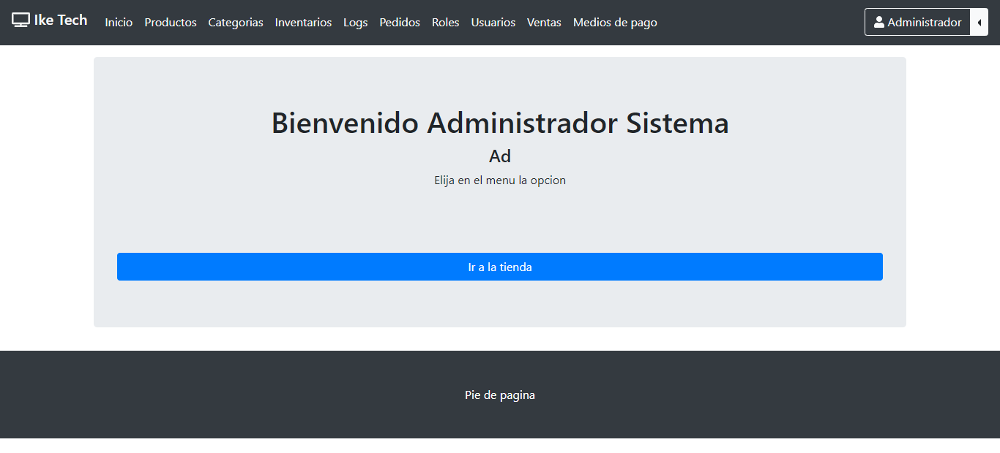 Ike Tech Inicio Productos Categorias Inventarios Logs Pedidos Roles Usuarios Ventas Medios de pago Administrador
Bienvenido Administrador Sistema
Ad
Elija en el menu la opcion
Ir a la tienda
Pie de pagina